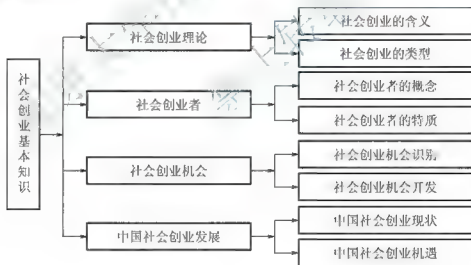 社会创业基本知识
社会创业理论
社会创业的含义
社会创业的类型
社会创业者
社会创业者的概念
社会创业者的特质
社会创业机会
社会创业机会识别
社会创业机会开发
中国社会创业发展
中国社会创业现状
中国社会创业机遇